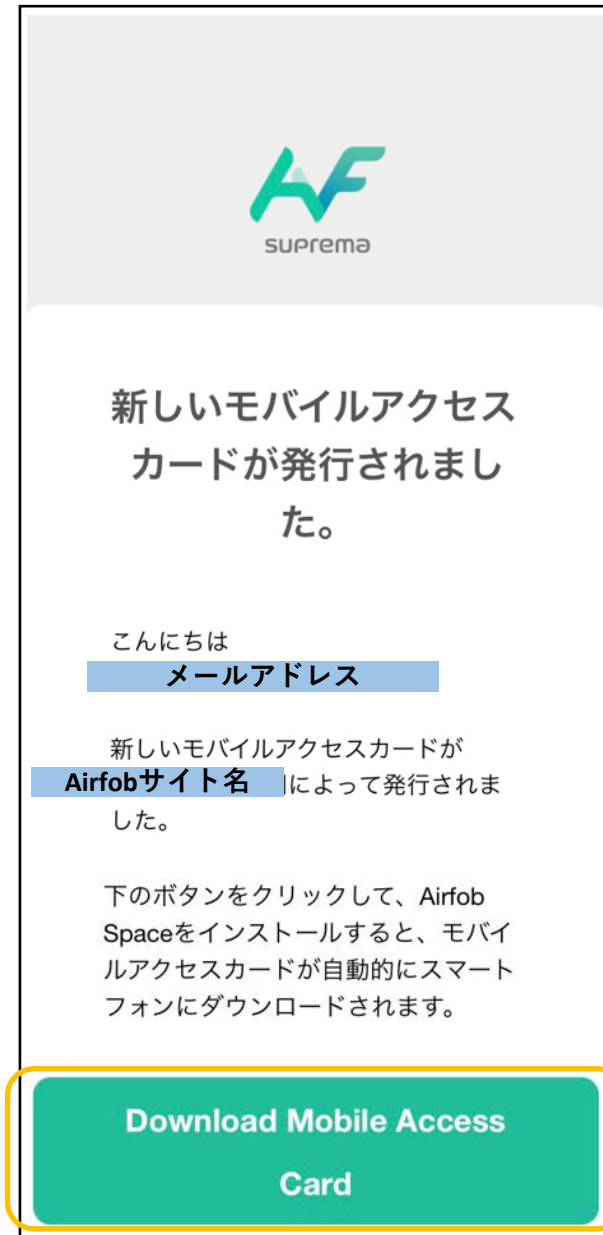 AF
suprema
新しいモバイルアクセス
カードが発行されまし
た。
こんにちは
メールアドレス
新しいモバイルアクセスカードが
Airfobサイト名 によって発行されま
した。
下のボタンをクリックして、Airfob
Spaceをインストールすると、モバイ
ルアクセスカードが自動的にスマート
フォンにダウンロードされます。
Download Mobile Access
Card